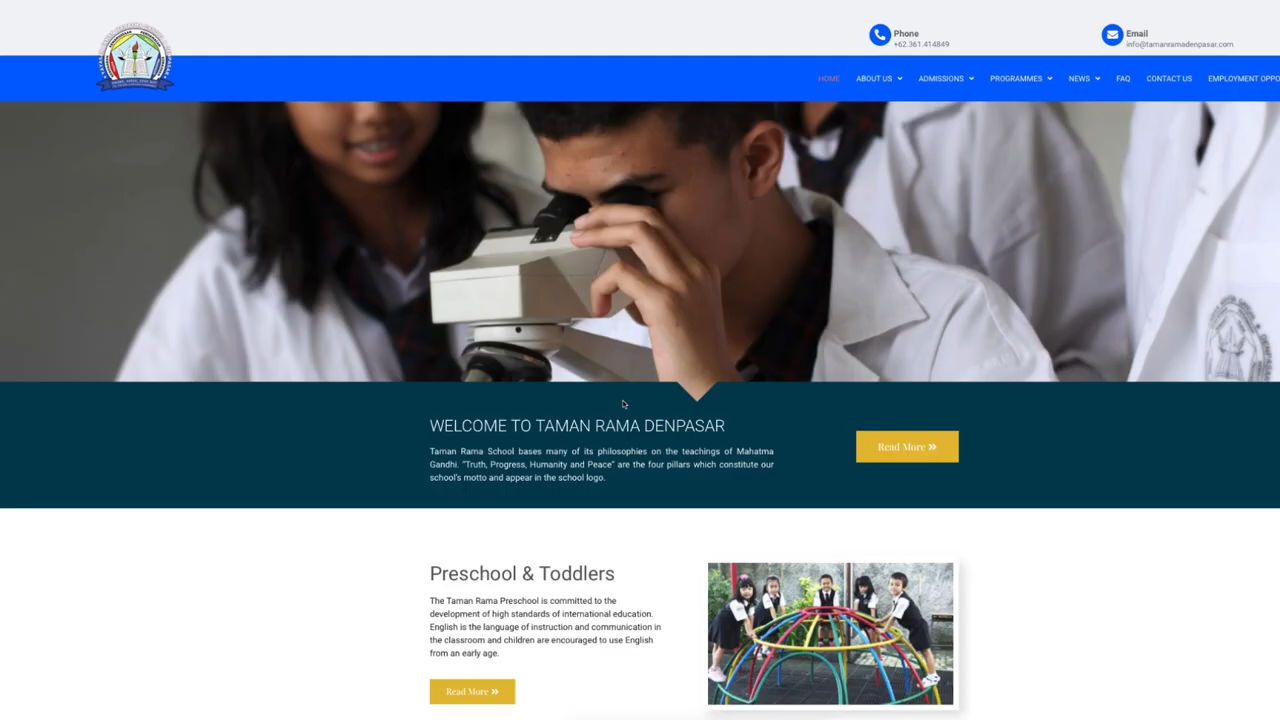 Phone
+62.361.414849
Email
info@tamanramadenpasar.com
HOME ABOUT US ADMISSIONS PROGRAMMES NEWS FAQ CONTACT US EMPLOYMENT OPPO
WELCOME TO TAMAN RAMA DENPASAR
Taman Rama School bases many of its philosophies on the teachings of Mahatma
Gandhi. “Truth, Progress, Humanity and Peace” are the four pillars which constitute our
school's motto and appear in the school logo.
Read More »
Preschool & Toddlers
The Taman Rama Preschool is committed to the
development of high standards of international education.
English is the language of instruction and communication in
the classroom and children are encouraged to use English
from an early age.
Read More »